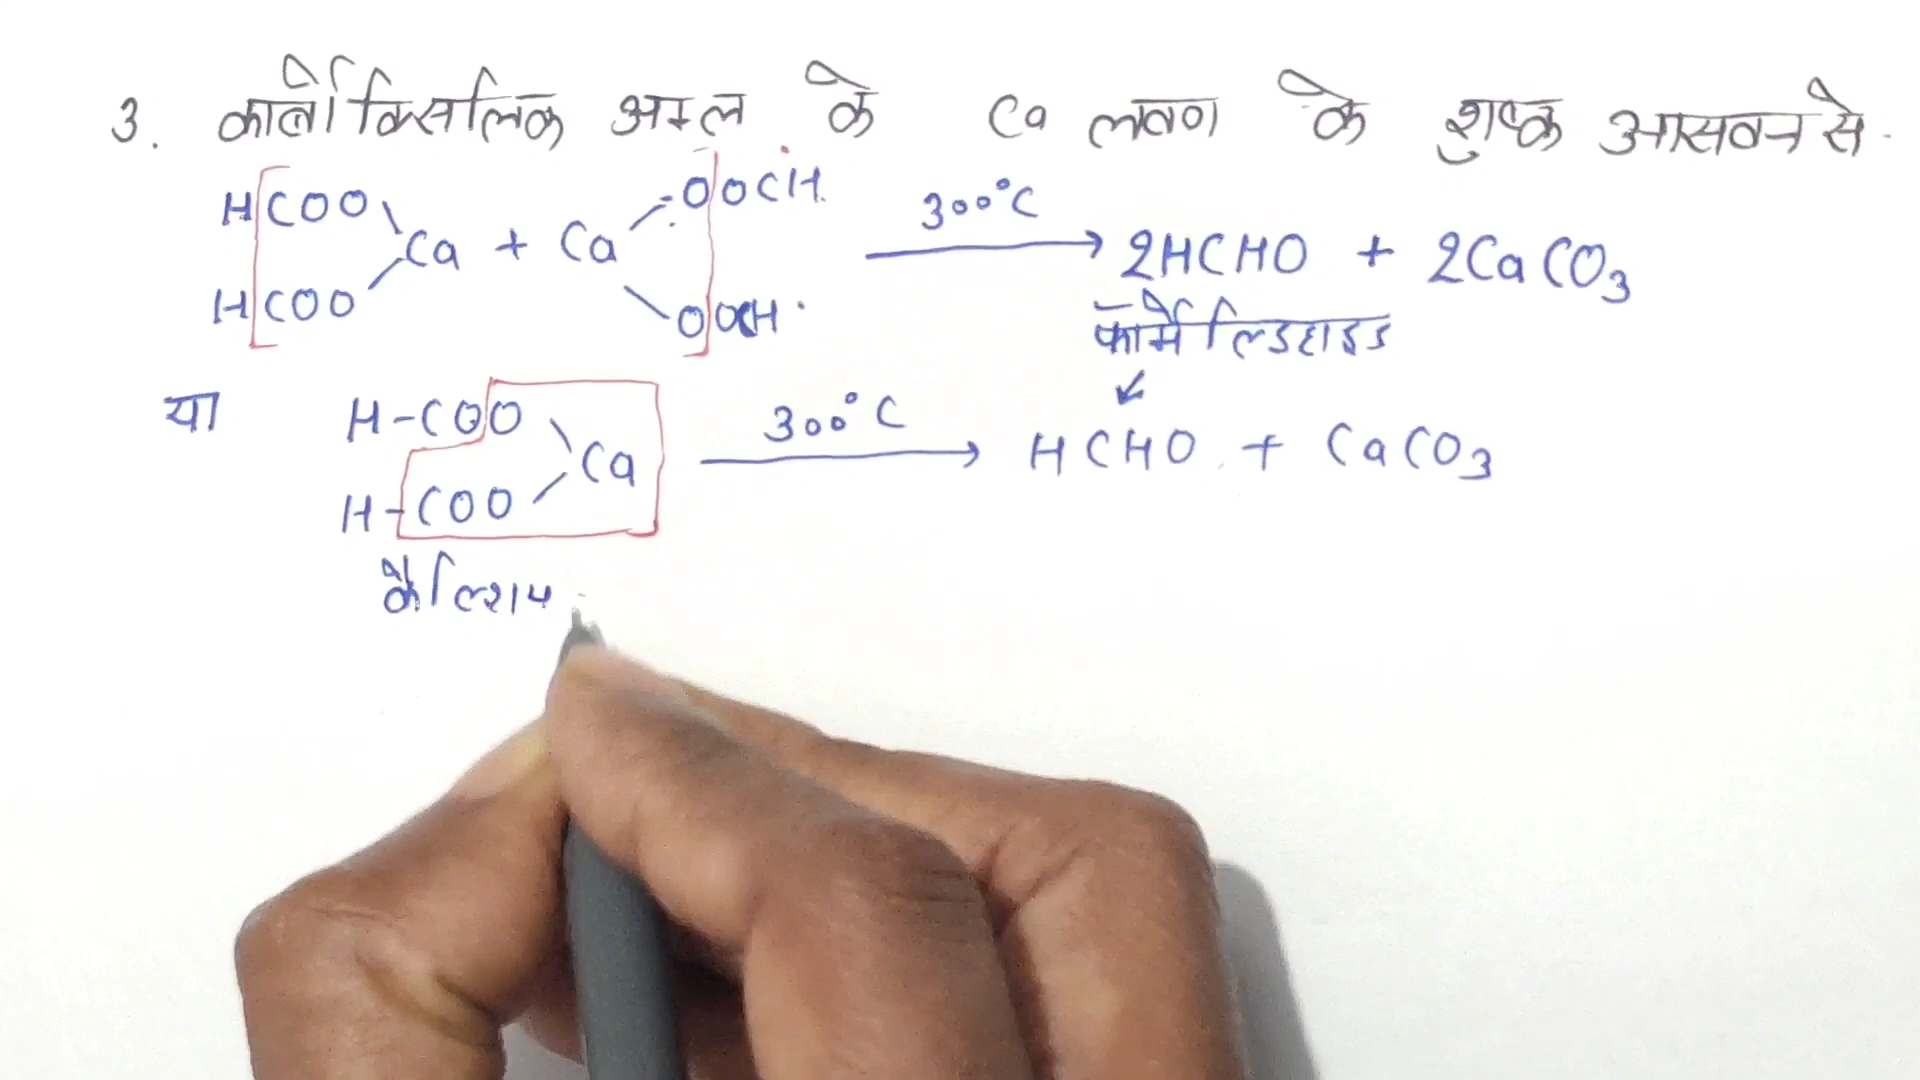 3. कार्बोक्सिलिक अम्ल के Ca लवण के शुष्क आसवन से.
HCOO\Ca + Ca OOCH 300°C → 2HCHO + 2CaCO3
HCOO OOCH
फॉर्मेल्डिहाइड
या H-COO\Ca 300°C → HCHO + CaCO3
H-COO
कैल्शिय